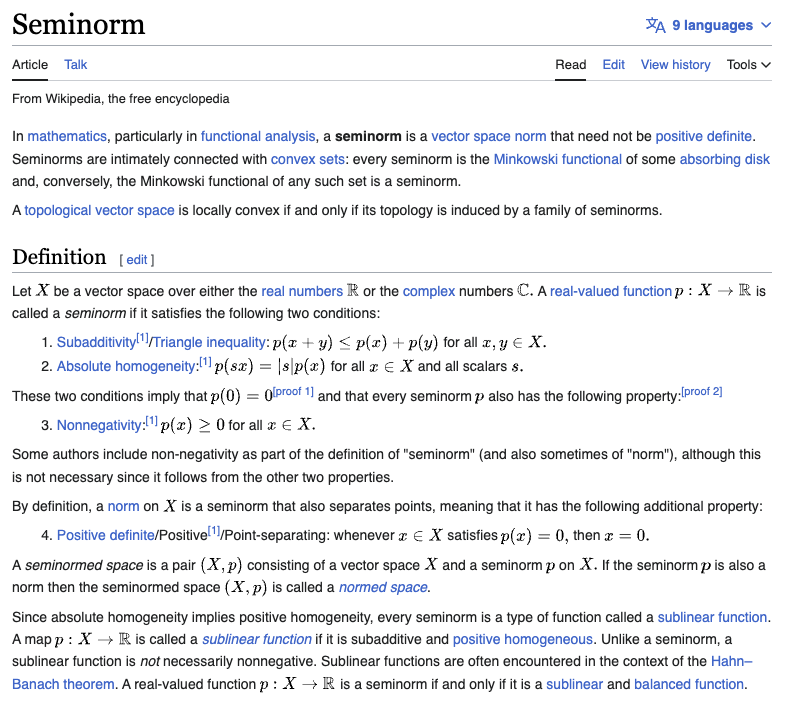 Seminorm
9 languages
Article Talk Read Edit View history Tools
From Wikipedia, the free encyclopedia
In mathematics, particularly in functional analysis, a seminorm is a vector space norm that need not be positive definite.
Seminorms are intimately connected with convex sets: every seminorm is the Minkowski functional of some absorbing disk
and, conversely, the Minkowski functional of any such set is a seminorm.
A topological vector space is locally convex if and only if its topology is induced by a family of seminorms.
Definition [ edit ]
Let X be a vector space over either the real numbers ℝ or the complex numbers ℂ. A real-valued function p : X → ℝ is
called a seminorm if it satisfies the following two conditions:
1. Subadditivity[1]/Triangle inequality: p(x + y) ≤ p(x) + p(y) for all x, y ∈ X.
2. Absolute homogeneity:[1] p(sx) = |s|p(x) for all x ∈ X and all scalars s.
These two conditions imply that p(0) = 0[proof 1] and that every seminorm p also has the following property:[proof 2]
3. Nonnegativity:[1] p(x) ≥ 0 for all x ∈ X.
Some authors include non-negativity as part of the definition of "seminorm" (and also sometimes of "norm"), although this
is not necessary since it follows from the other two properties.
By definition, a norm on X is a seminorm that also separates points, meaning that it has the following additional property:
4. Positive definite/Positive[1]/Point-separating: whenever x ∈ X satisfies p(x) = 0, then x = 0.
A seminormed space is a pair (X, p) consisting of a vector space X and a seminorm p on X. If the seminorm p is also a
norm then the seminormed space (X, p) is called a normed space.
Since absolute homogeneity implies positive homogeneity, every seminorm is a type of function called a sublinear function.
A map p : X → ℝ is called a sublinear function if it is subadditive and positive homogeneous. Unlike a seminorm, a
sublinear function is not necessarily nonnegative. Sublinear functions are often encountered in the context of the Hahn–
Banach theorem. A real-valued function p : X → ℝ is a seminorm if and only if it is a sublinear and balanced function.